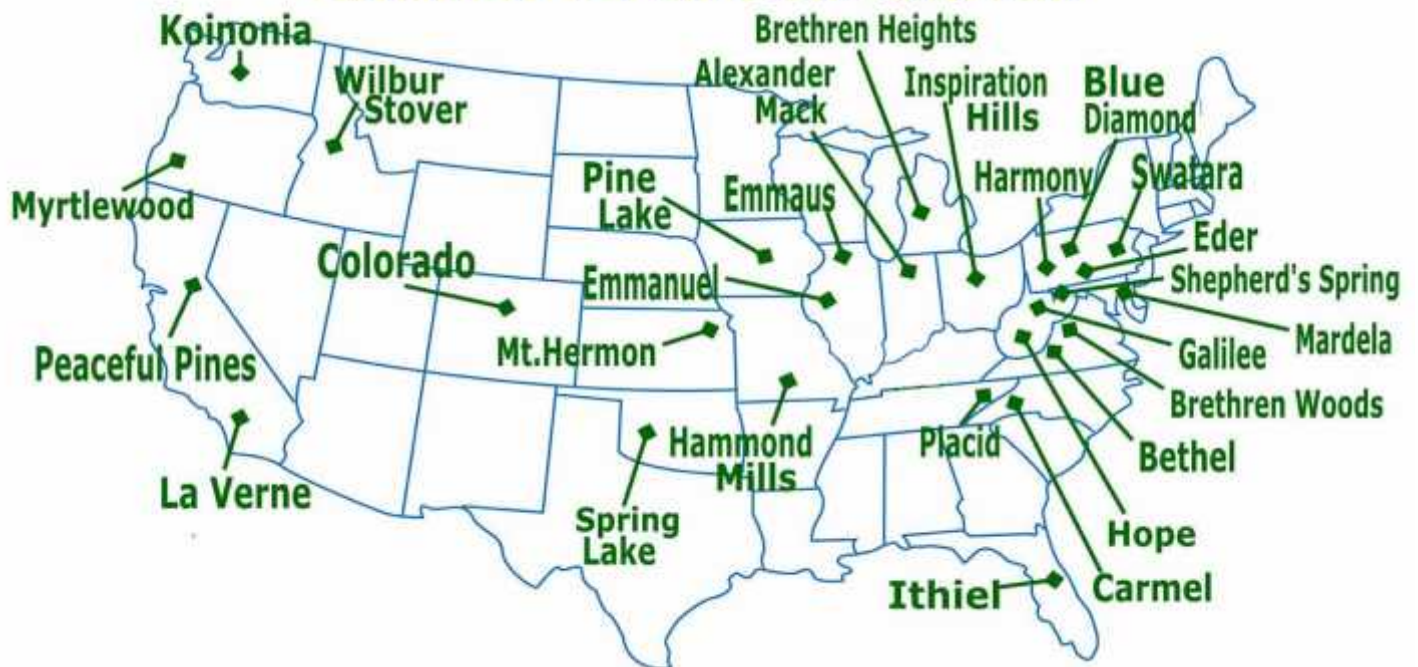 Koinonia
Brethren Heights
Wilbur
Stover
Alexander
Mack
Inspiration
Hills
Blue
Diamond
Myrtlewood
Pine
Lake
Emmaus
Harmony
Swatara
Eder
Colorado
Emmanuel
Shepherd's Spring
Peaceful Pines
Mt.Hermon
Galilee
Mardela
Brethren Woods
La Verne
Hammond
Mills
Placid
Bethel
Spring
Lake
Hope
Ithiel
Carmel